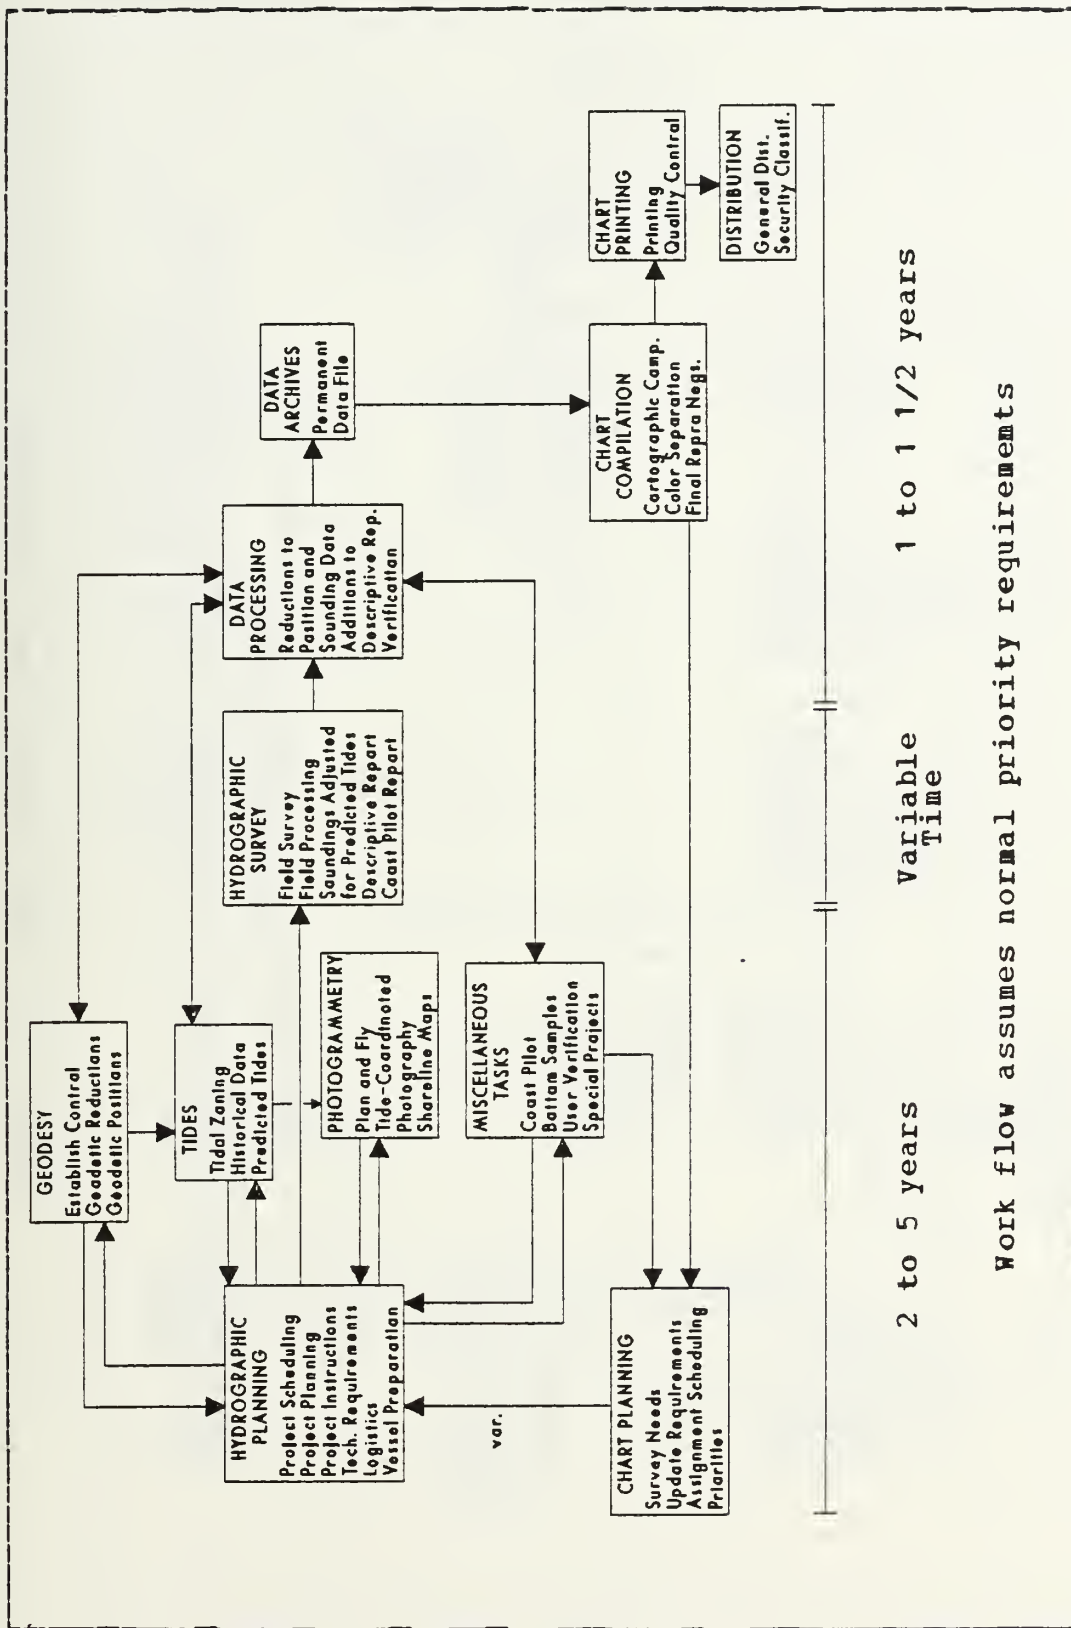 GEODESY
Establish Control
Geodetic Reductions
Geodetic Positions
TIDES
Tidal Zoning
Historical Data
Predicted Tides
HYDROGRAPHIC
PLANNING
Project Scheduling
Project Planning
Project Instructions
Tech. Requirements
Logistics
Vessel Preparation
PHOTOGRAMMETRY
Plan and Fly
Tide-Coordinated
Photography
Shoreline Maps
HYDROGRAPHIC
SURVEY
Field Survey
Field Processing
Soundings Adjusted
for Predicted Tides
Descriptive Report
Coast Pilot Report
DATA
PROCESSING
Reductions to
Position and
Sounding Data
Additions to
Descriptive Rep.
Verification
DATA
ARCHIVES
Permanent
Data File
MISCELLANEOUS
TASKS
Coast Pilot
Bottom Samples
User Verification
Special Projects
var.
CHART PLANNING
Survey Needs
Update Requirements
Assignment Scheduling
Priorities
CHART
COMPILATION
Cartographic Comp.
Color Separation
Final Repro Negs.
CHART
PRINTING
Printing
Quality Control
DISTRIBUTION
General Dist.
Security Classif.
2 to 5 years
Variable
Time
1 to 1 1/2 years
Work flow assumes normal priority requirements